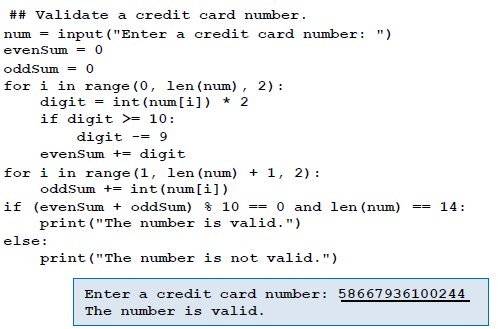 ## Validate a credit card number.
num = input("Enter a credit card number: ")
evenSum = 0
oddSum = 0
for i in range(0, len(num), 2):
    digit = int(num[i]) * 2
    if digit >= 10:
        digit -= 9
    evenSum += digit
for i in range(1, len(num) + 1, 2):
    oddSum += int(num[i])
if (evenSum + oddSum) % 10 == 0 and len(num) == 14:
    print("The number is valid.")
else:
    print("The number is not valid.")
Enter a credit card number: 58667936100244
The number is valid.